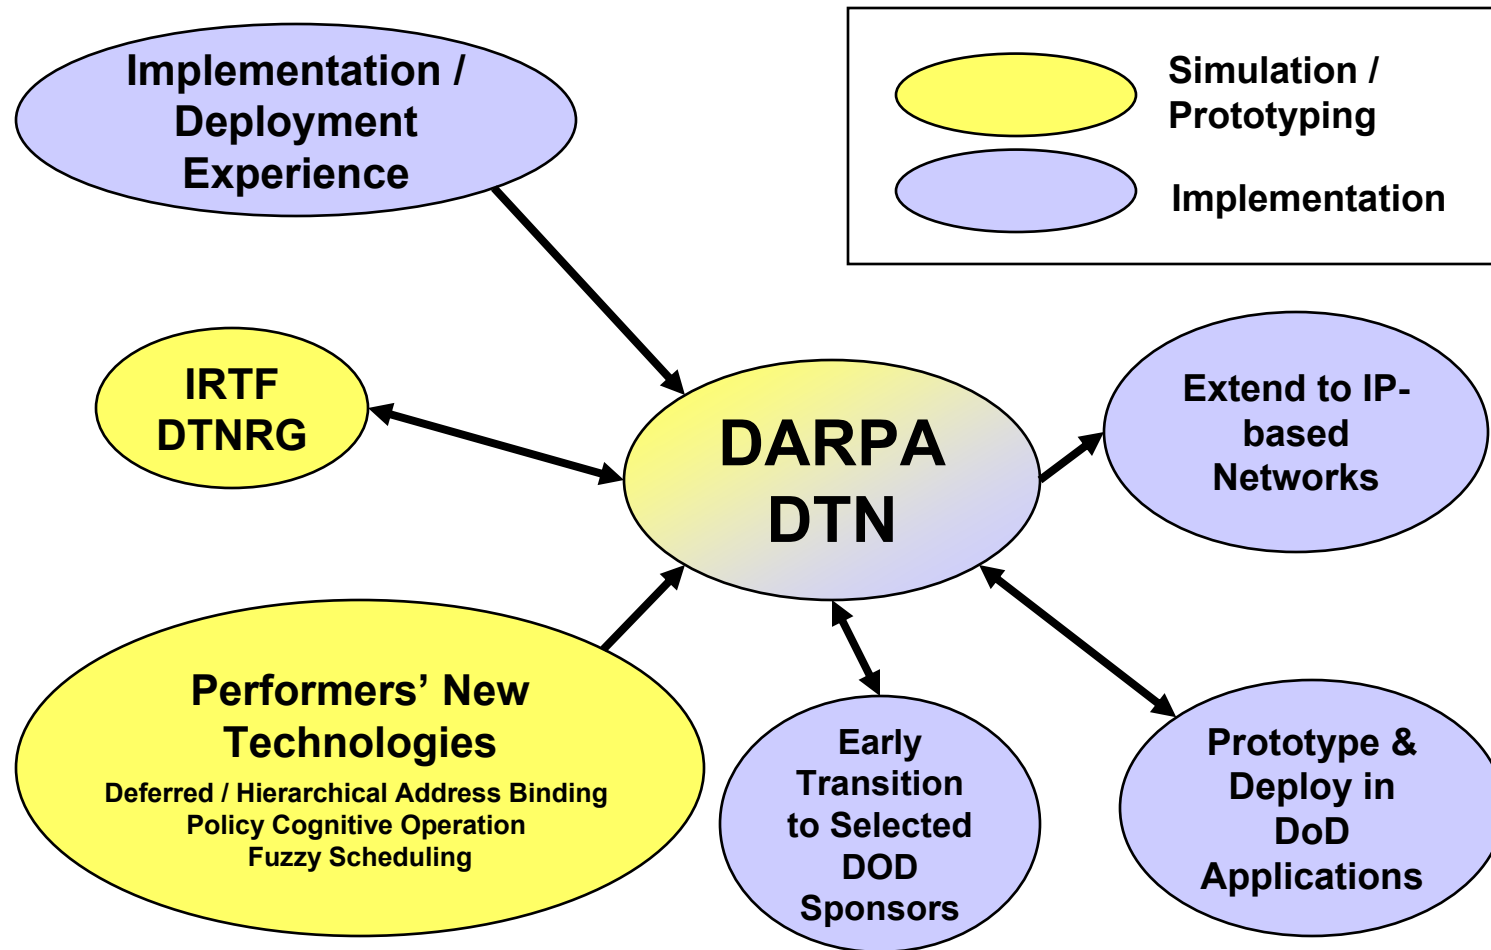 Implementation /
Deployment
Experience
Simulation /
Prototyping
Implementation
IRTF
DTNRG
DARPA
DTN
Extend to IP-
based
Networks
Performers’ New
Technologies
Deferred / Hierarchical Address Binding
Policy Cognitive Operation
Fuzzy Scheduling
Early
Transition
to Selected
DOD
Sponsors
Prototype &
Deploy in
DoD
Applications